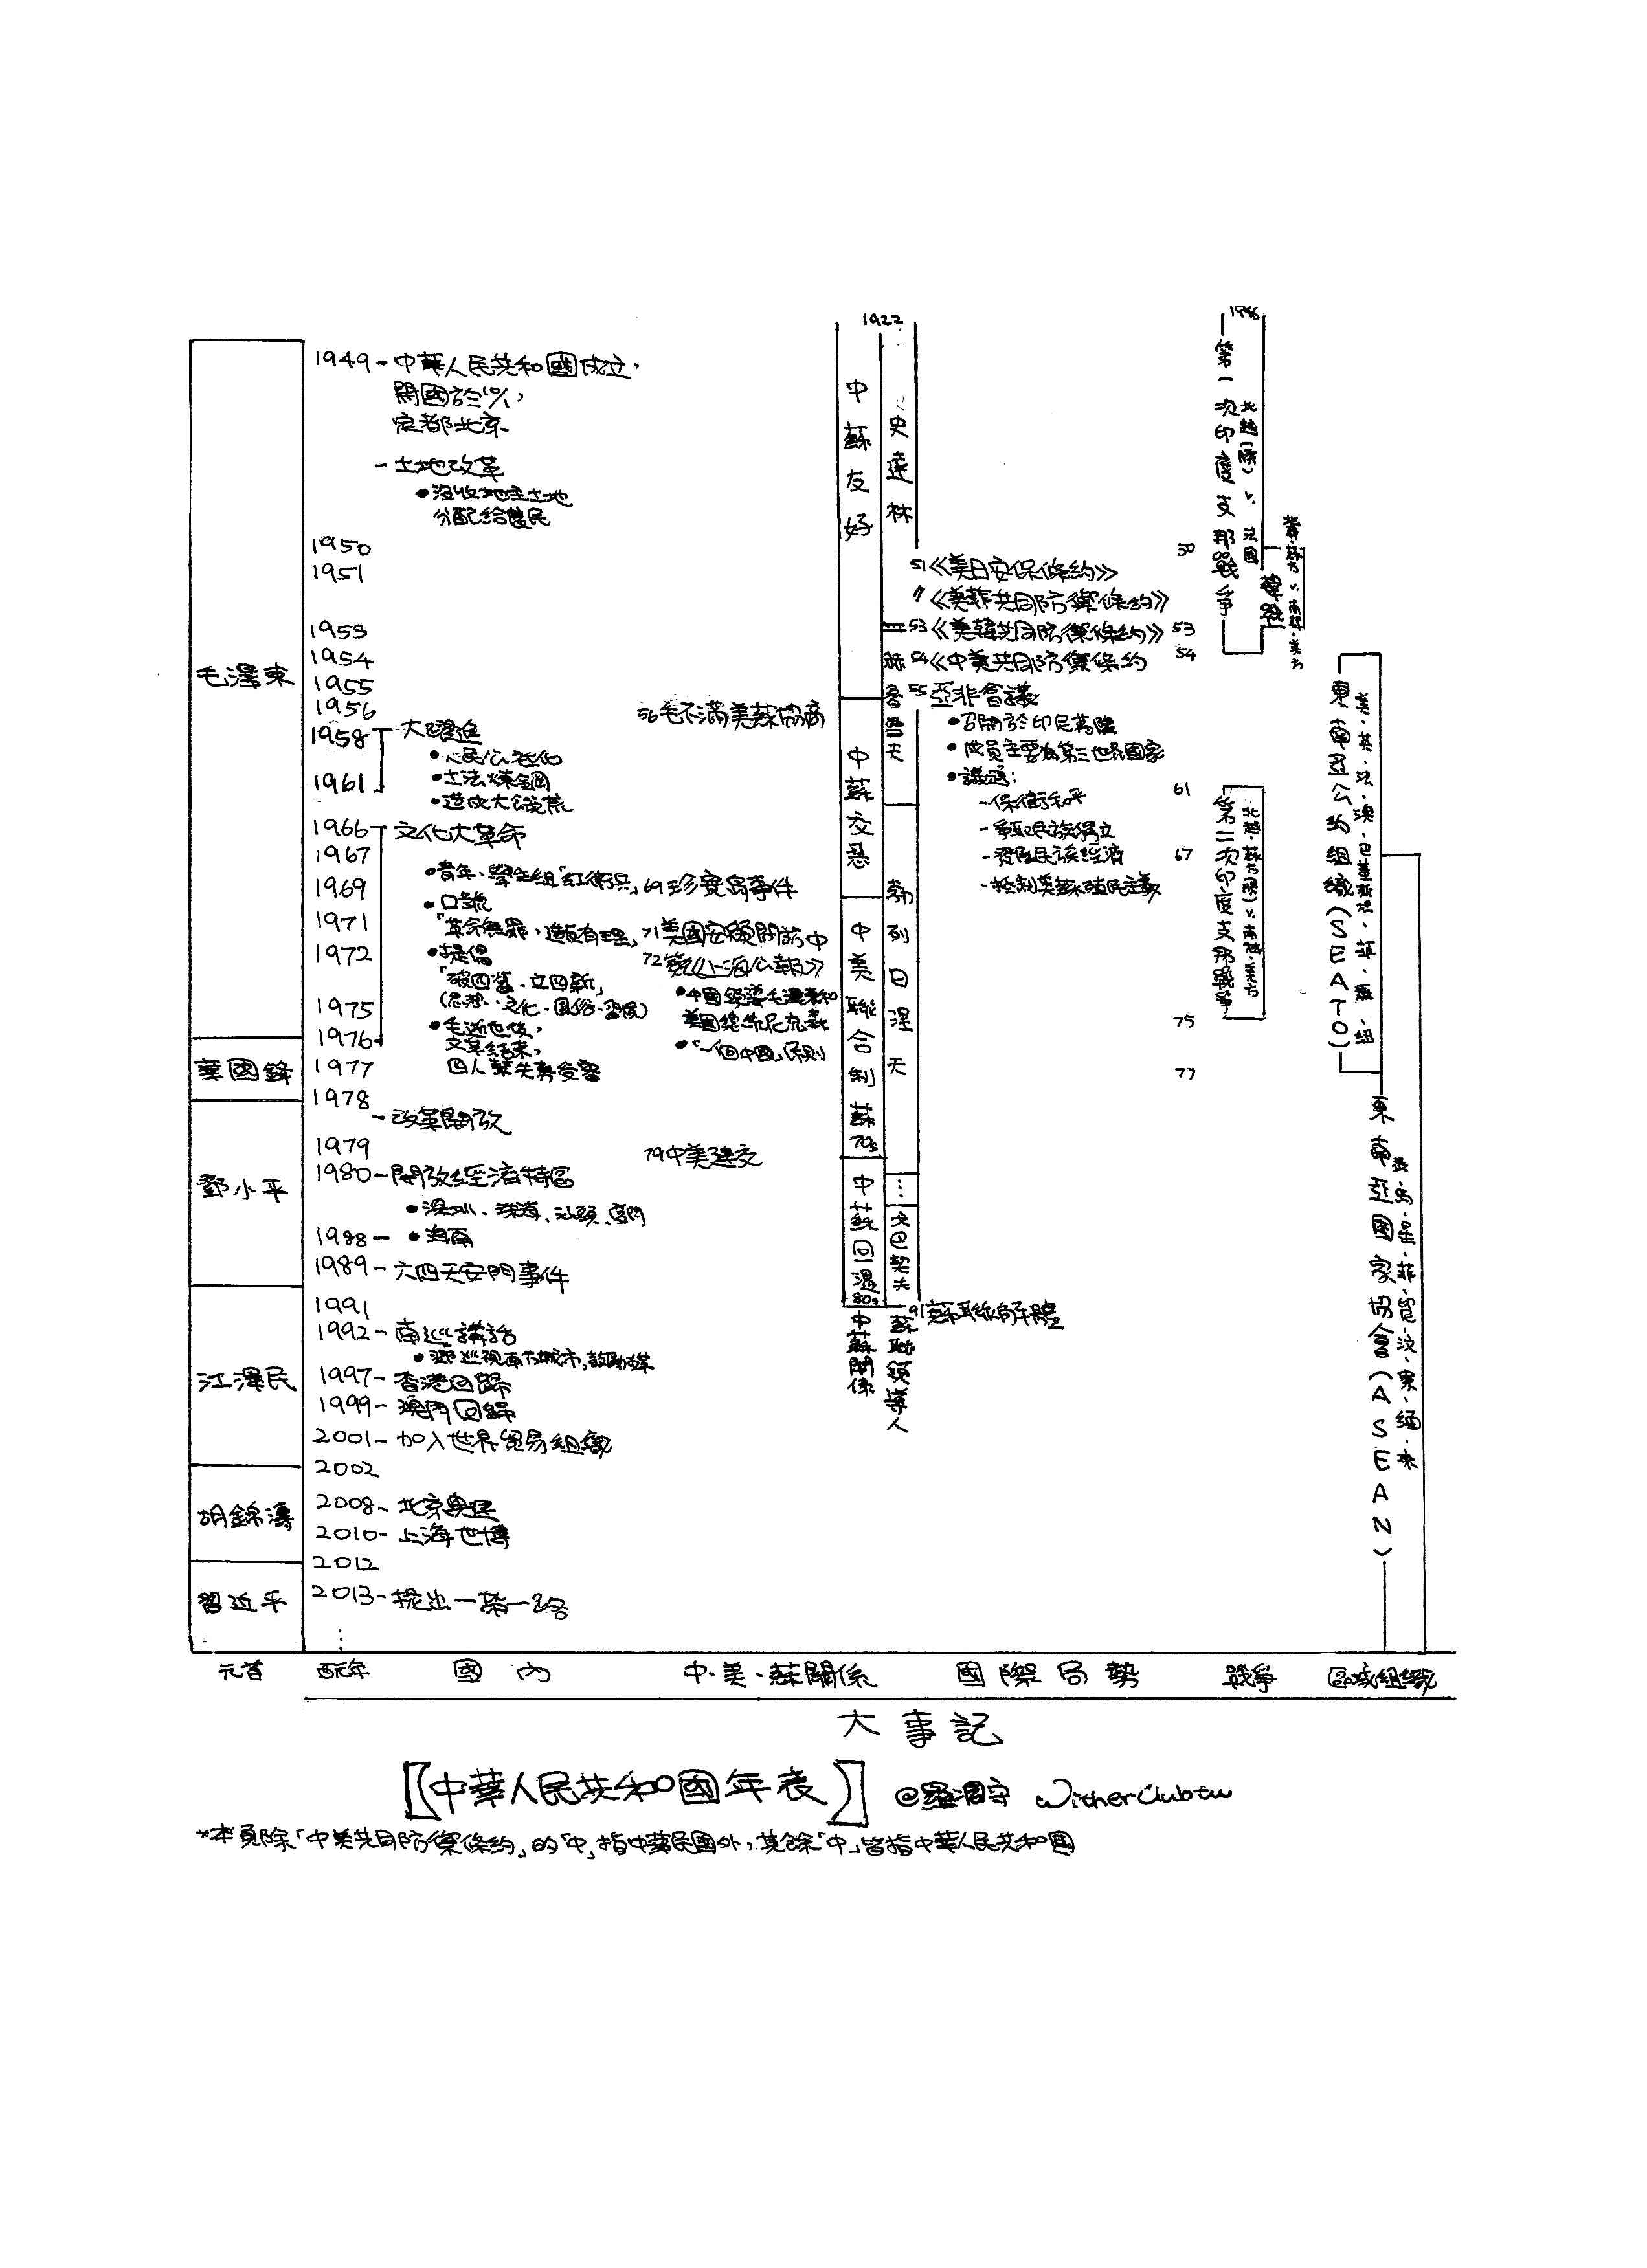 1949-中華人民共和國成立，
開國於10/1，
定都北京
-土地改革
•沒收地主土地
分配給農民
1950
1951
1953
1954
1955
1956
1958
大躍進
•人民公社化
•土法煉鋼
•造成大饑荒
1961
1966
文化大革命
1967
•青年、學生組「紅衛兵」
1969
•口號
「革命無罪，造反有理」
1971
•提倡
「破四舊、立四新」
(思想、文化、風俗、習慣)
1972
•毛逝世後，
文革結束，
四人幫失勢受審
1975
1976
1977
1978
-改革開放
1979
1980-開放經濟特區
•深圳、珠海、汕頭、廈門
1988-•海南
1989-六四天安門事件
1991
1992-南巡講話
•鄧巡視南方城市，鼓勵改革
1997-香港回歸
1999-澳門回歸
2001-加入世界貿易組織
2002
2008-北京奧運
2010-上海世博
2012
2013-提出一帶一路
⋮
毛澤東
華國鋒
鄧小平
江澤民
胡錦濤
習近平
56毛不滿美蘇協商
69珍寶島事件
71美國安須開訪中
72簽《上海公報》
•中國領導毛澤東和
美國總統尼克森
•「一個中國」原則
79中美建交
1922
中蘇友好
中蘇交惡
中美聯合制蘇70s
中蘇回溫80s
中蘇關係
史達林
赫魯雪夫
布列日涅夫
…
戈巴契夫
蘇聯領導人
51《美日安保條約》
〃《美菲共同防禦條約》
53《美韓共同防禦條約》
54《中美共同防禦條約
55亞非會議
•召開於印尼萬隆
•成員主要為第三世界國家
•議題：
-保衛和平
-爭取民族獨立
-發展民族經濟
-抵制美蘇殖民主義
91蘇聯解體
50
53
54
61
67
75
77
1946
第一次印度支那戰爭
北越(勝) v. 法國
韓戰
第二次印度支那戰爭
北越·蘇方(勝) v. 南越·美方
東南亞公約組織(SEATO)
美·英·法·澳·巴基斯坦·菲·泰·紐
東南亞國家協會(ASEAN)
泰·馬·星·菲·印尼·汶·寮·緬·柬
元首
西元年
國內
中·美·蘇關係
國際局勢
戰爭
區域組織
大事記
〖中華人民共和國年表〗
@羅潤守 witherclubtw
*本頁除「中美共同防禦條約」的「中」指中華民國外，其餘「中」皆指中華人民共和國